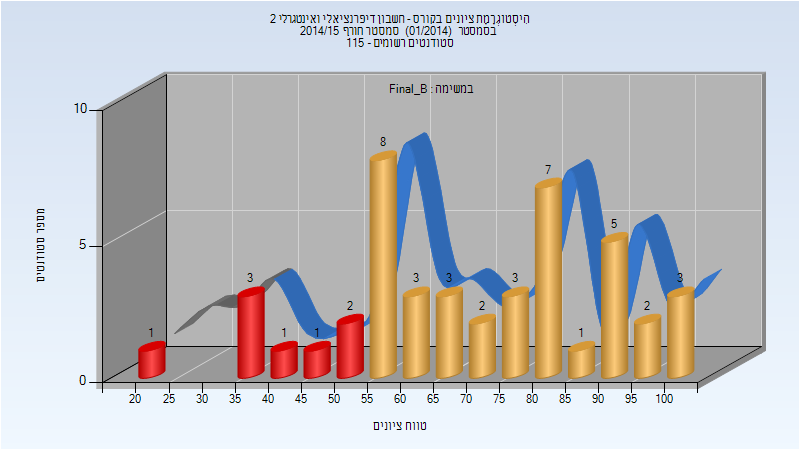 היסטוגרמת ציונים בקורס - חשבון דיפרנציאלי ואינטגרלי 2
בסמסטר (01/2014) סמסטר חורף 2014/15
סטודנטים רשומים - 115
במשימה : Final_B
מספר סטודנטים
10
5
0
1 3 1 1 2 8 3 3 2 3 7 1 5 2 3
20 25 30 35 40 45 50 55 60 65 70 75 80 85 90 95 100
טווח ציונים